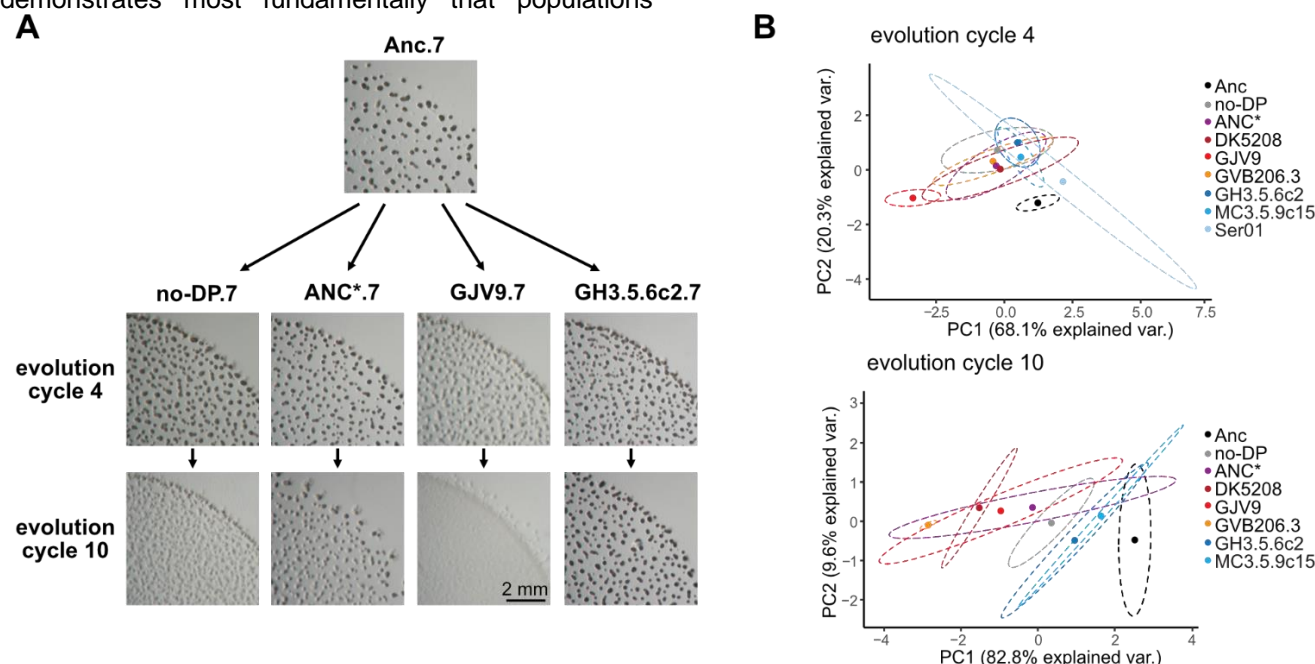 demonstrates most fundamentally that populations
A
Anc.7
no-DP.7 ANC*.7 GJV9.7 GH3.5.6c2.7
evolution
cycle 4
evolution
cycle 10
2 mm
B
evolution cycle 4
PC2 (20.3% explained var.)
2
0
−2
−4
−2.5 0.0 2.5 5.0 7.5
PC1 (68.1% explained var.)
Anc
no-DP
ANC*
DK5208
GJV9
GVB206.3
GH3.5.6c2
MC3.5.9c15
Ser01
evolution cycle 10
PC2 (9.6% explained var.)
3
2
1
0
−1
−2
−4 −2 0 2 4
PC1 (82.8% explained var.)
Anc
no-DP
ANC*
DK5208
GJV9
GVB206.3
GH3.5.6c2
MC3.5.9c15